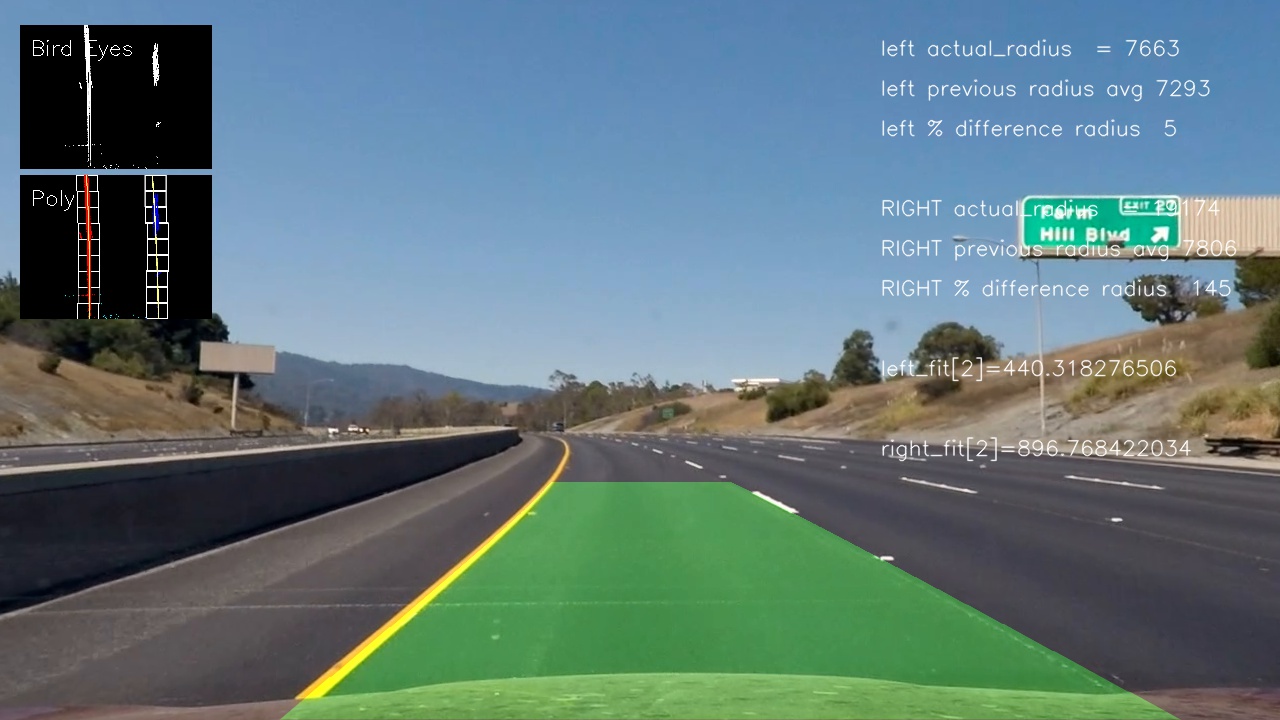 Bird Eyes
Poly
left actual_radius = 7663
left previous radius avg 7293
left % difference radius 5
RIGHT actual_radius = 19174
RIGHT previous radius avg 7806
RIGHT % difference radius 145
EXIT
Farm
Hill Blvd
left_fit[2]=440.318276506
right_fit[2]=896.768422034